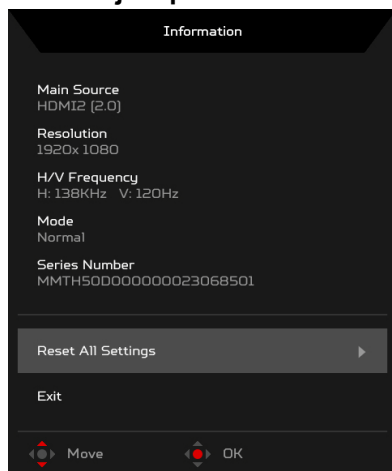 Information
Main Source
HDMI2 (2.0)
Resolution
1920x 1080
H/V Frequency
H: 138KHz V: 120Hz
Mode
Normal
Series Number
MMTH50D000000023068501
Reset All Settings
Exit
Move OK